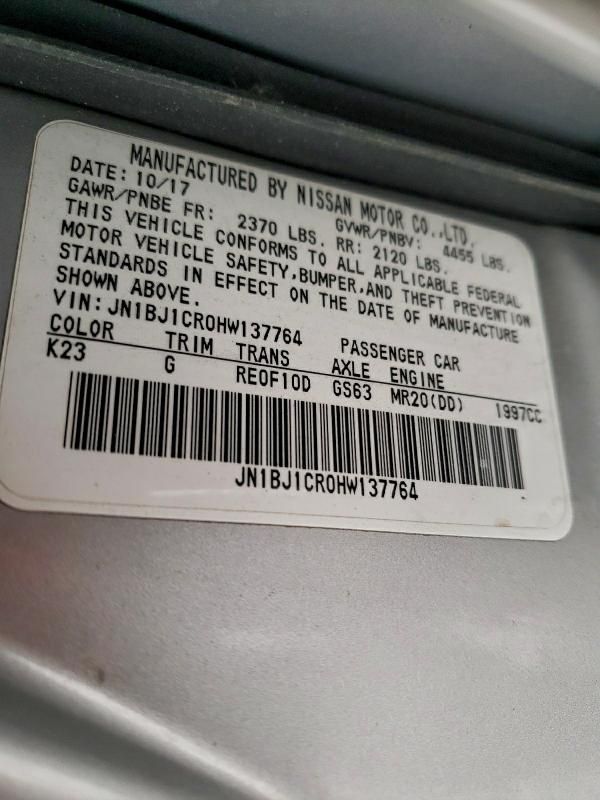 MANUFACTURED BY NISSAN MOTOR CO.,LTD.
DATE: 10/17 GVWR/PNBV: 4455 LBS.
GAWR/PNBE FR: 2370 LBS. RR: 2120 LBS.
THIS VEHICLE CONFORMS TO ALL APPLICABLE FEDERAL
MOTOR VEHICLE SAFETY,BUMPER,AND THEFT PREVENTION
STANDARDS IN EFFECT ON THE DATE OF MANUFACTURE
SHOWN ABOVE.
VIN: JN1BJ1CR0HW137764 PASSENGER CAR
COLOR TRIM TRANS AXLE ENGINE
K23 G RE0F10D GS63 MR20(DD) 1997CC
JN1BJ1CR0HW137764